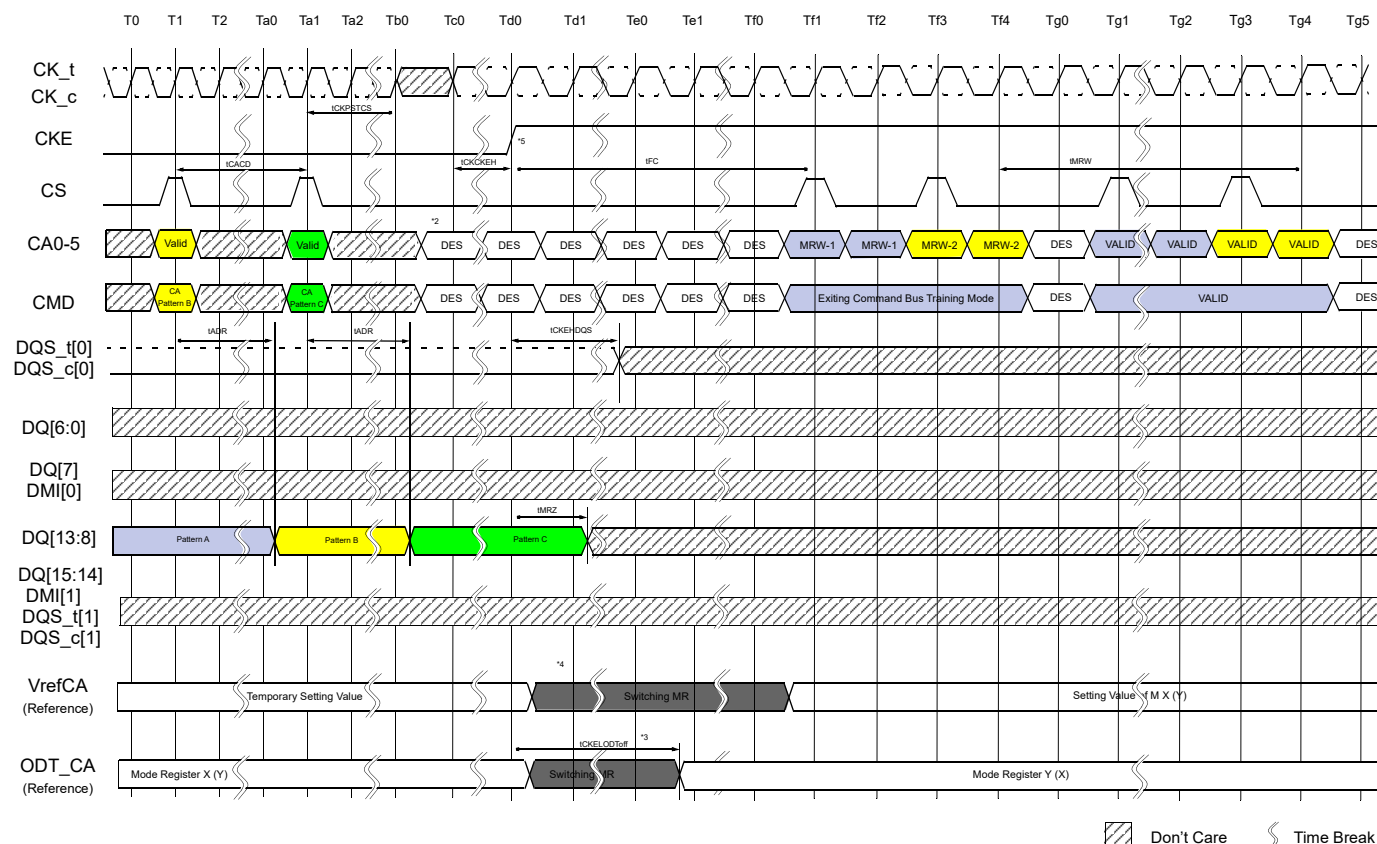 T0 T1 T2 Ta0 Ta1 Ta2 Tb0 Tc0 Td0 Td1 Te0 Te1 Tf0 Tf1 Tf2 Tf3 Tf4 Tg0 Tg1 Tg2 Tg3 Tg4 Tg5
CK_t
CK_c
tCKPSTCS
CKE
*5
tCACD tCKCKEH tFC tMRW
CS
*2
CA0-5 Valid Valid DES DES DES DES DES DES MRW-1 MRW-1 MRW-2 MRW-2 DES VALID VALID VALID VALID DES
CMD CA Pattern B CA Pattern C DES DES DES DES DES DES Exiting Command Bus Training Mode DES VALID DES
tADR tADR tCKEHDQS
DQS_t[0]
DQS_c[0]
DQ[6:0]
DQ[7]
DMI[0]
tMRZ
DQ[13:8] Pattern A Pattern B Pattern C
DQ[15:14]
DMI[1]
DQS_t[1]
DQS_c[1]
*4
VrefCA
(Reference)
Temporary Setting Value Switching MR Setting Value of M X (Y)
tCKELODToff *3
ODT_CA
(Reference)
Mode Register X (Y) Switching MR Mode Register Y (X)
Don't Care Time Break